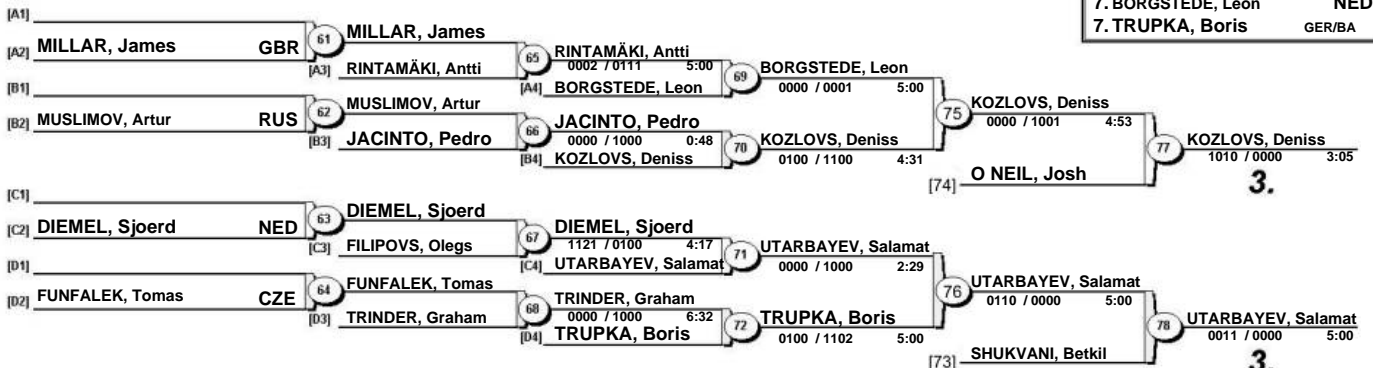 7. BORGSTEDE, Leon NED
7. TRUPKA, Boris GER/BA
[A1]
[A2] MILLAR, James GBR
61
MILLAR, James
[A3] RINTAMÄKI, Antti
65
RINTAMÄKI, Antti
0002 / 0111 5:00
[A4] BORGSTEDE, Leon
69
BORGSTEDE, Leon
0000 / 0001 5:00
[B1]
[B2] MUSLIMOV, Artur RUS
62
MUSLIMOV, Artur
[B3] JACINTO, Pedro
66
JACINTO, Pedro
0000 / 1000 0:48
[B4] KOZLOVS, Deniss
70
KOZLOVS, Deniss
0100 / 1100 4:31
75
KOZLOVS, Deniss
0000 / 1001 4:53
[74] O NEIL, Josh
77
KOZLOVS, Deniss
1010 / 0000 3:05
3.
[C1]
[C2] DIEMEL, Sjoerd NED
63
DIEMEL, Sjoerd
[C3] FILIPOVS, Olegs
67
DIEMEL, Sjoerd
1121 / 0100 4:17
[C4] UTARBAYEV, Salamat
71
UTARBAYEV, Salamat
0000 / 1000 2:29
[D1]
[D2] FUNFALEK, Tomas CZE
64
FUNFALEK, Tomas
[D3] TRINDER, Graham
68
TRINDER, Graham
0000 / 1000 6:32
[D4] TRUPKA, Boris
72
TRUPKA, Boris
0100 / 1102 5:00
76
UTARBAYEV, Salamat
0110 / 0000 5:00
[73] SHUKVANI, Betkil
78
UTARBAYEV, Salamat
0011 / 0000 5:00
3.